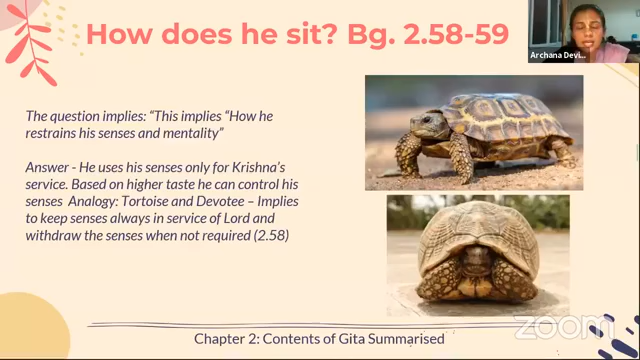 How does he sit? Bg. 2.58-59
Archana Devi...
The question implies: “This implies “How he
restrains his senses and mentality”
Answer - He uses his senses only for Krishna’s
service. Based on higher taste he can control his
senses  Analogy: Tortoise and Devotee – Implies
to keep senses always in service of Lord and
withdraw the senses when not required (2.58)
zoom
Chapter 2: Contents of Gita Summarised